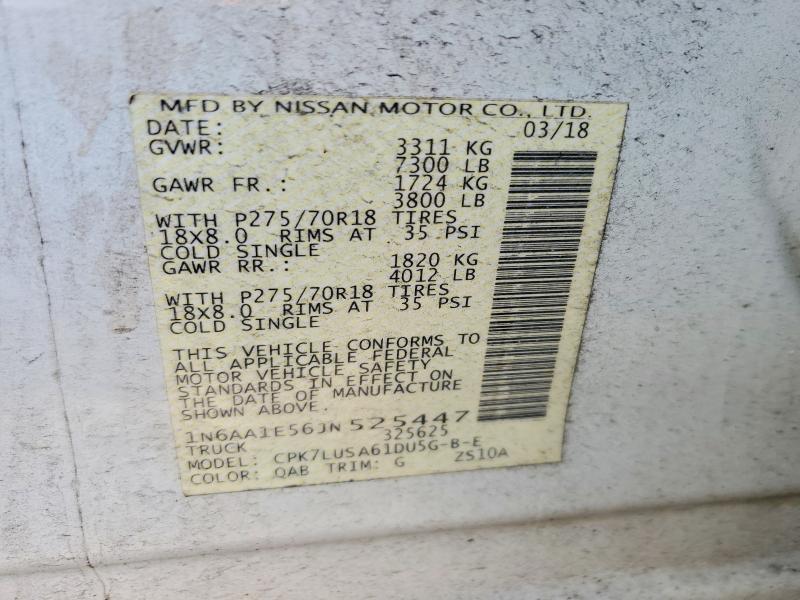 MFD BY NISSAN MOTOR CO., LTD.
DATE: 03/18
GVWR: 3311 KG
7300 LB
GAWR FR.: 1724 KG
3800 LB
WITH P275/70R18 TIRES
18X8.0 RIMS AT 35 PSI
COLD SINGLE
GAWR RR.: 1820 KG
4012 LB
WITH P275/70R18 TIRES
18X8.0 RIMS AT 35 PSI
COLD SINGLE
THIS VEHICLE CONFORMS TO
ALL APPLICABLE FEDERAL
MOTOR VEHICLE SAFETY
STANDARDS IN EFFECT ON
THE DATE OF MANUFACTURE
SHOWN ABOVE.
1N6AA1E56JN525447
TRUCK 325625
MODEL: CPK7LUSA61DU5G-B-E
COLOR: QAB TRIM: G ZS10A